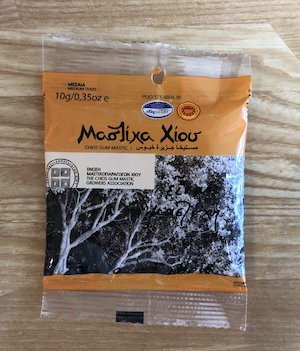 ΜΕΣΑΙΑ
MEDIUM TEARS
10g/0,35oz e
Μαστίχα Χίου
CHIOS GUM MASTIC / مستيخا جزيرة خيوس
ΕΝΩΣΗ
ΜΑΣΤΙΧΟΠΑΡΑΓΩΓΩΝ ΧΙΟΥ
THE CHIOS GUM MASTIC
GROWERS ASSOCIATION